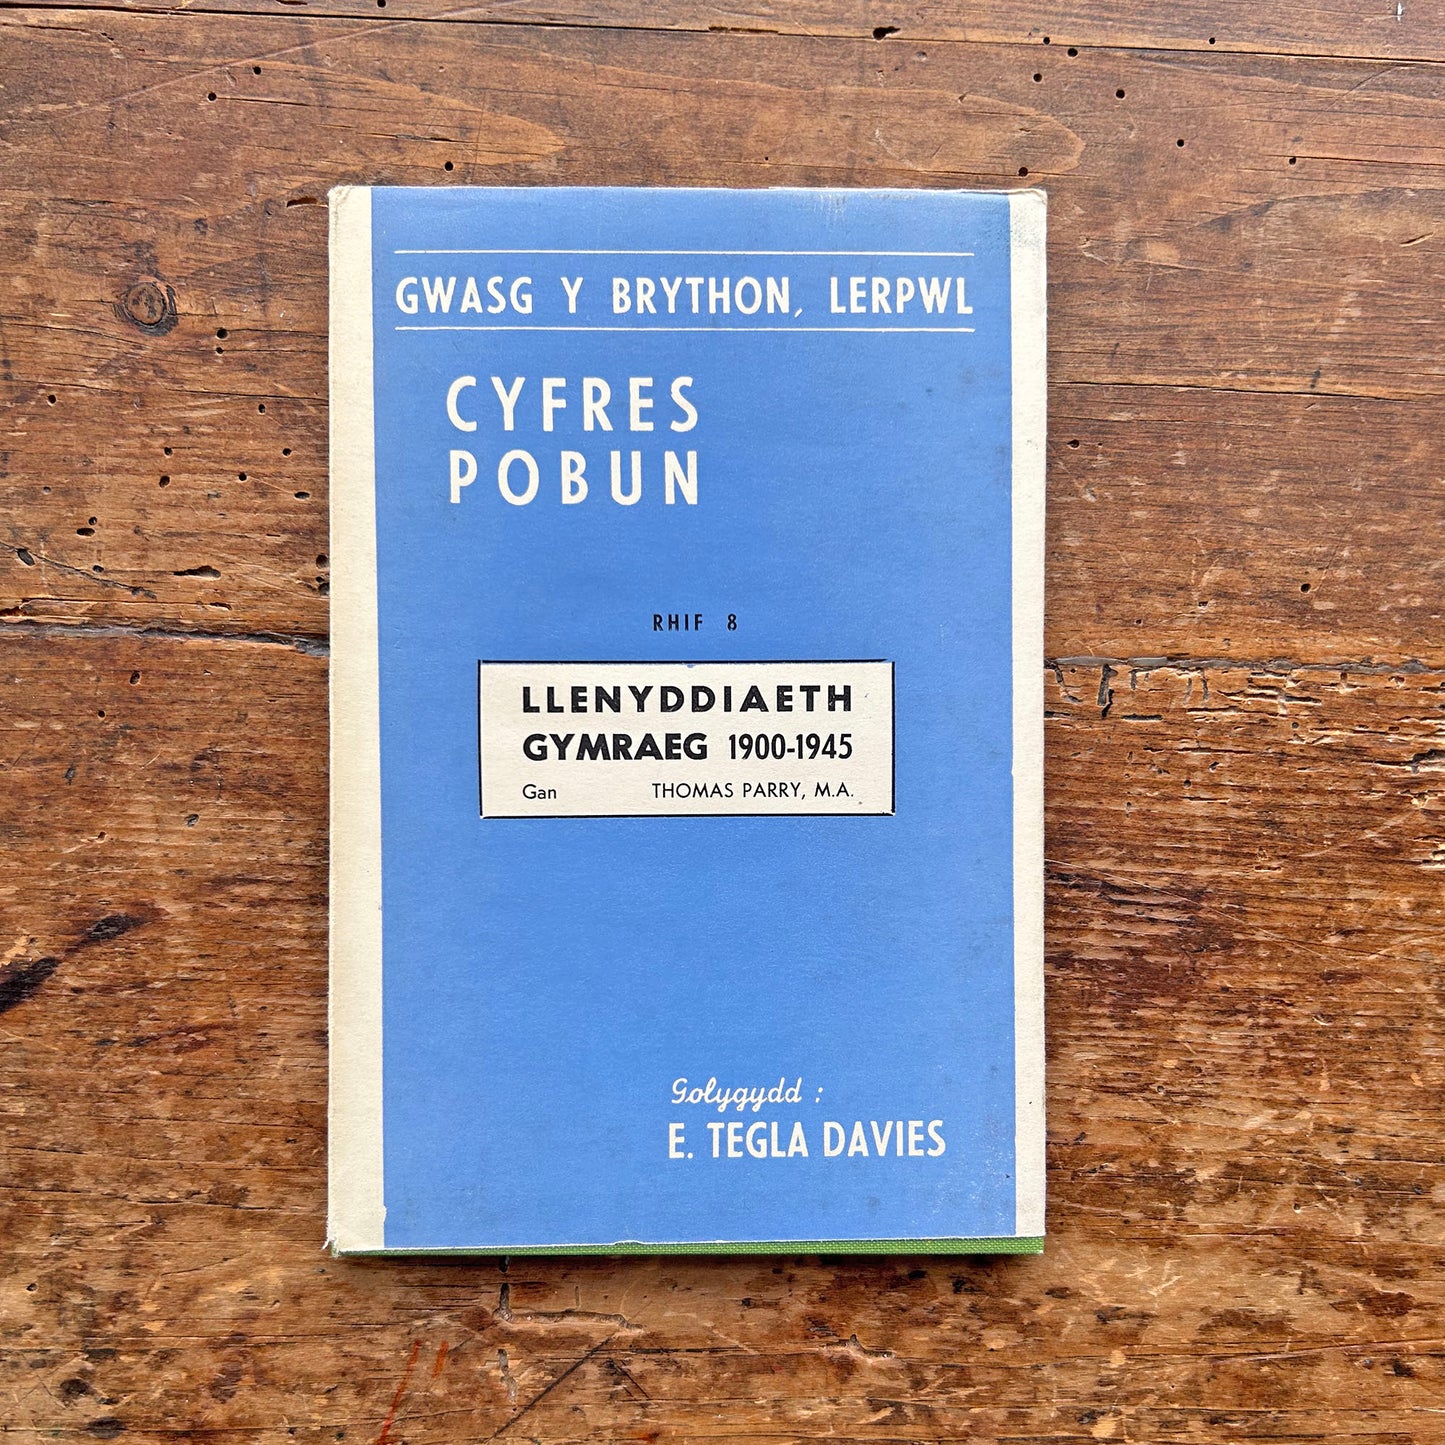 GWASG Y BRYTHON, LERPWL
CYFRES
POBUN
RHIF 8
LLENYDDIAETH
GYMRAEG 1900-1945
Gan THOMAS PARRY, M.A.
Golygydd :
E. TEGLA DAVIES